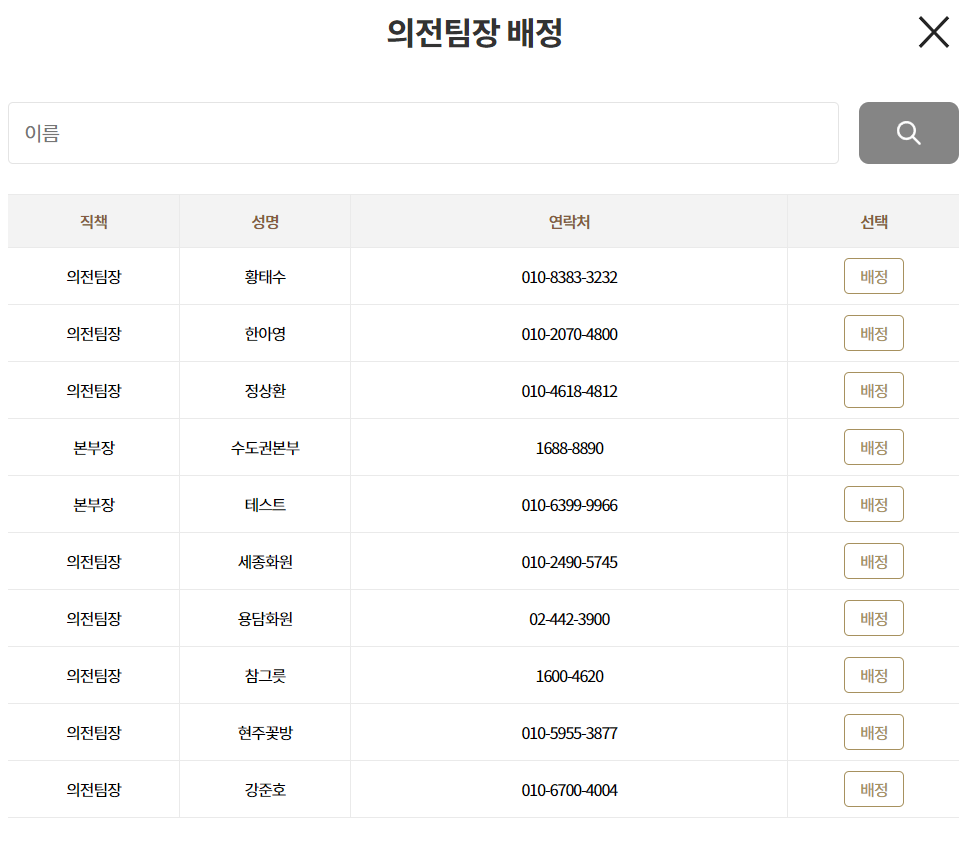 의전팀장 배정
이름
직책 성명 연락처 선택
의전팀장 황태수 010-8383-3232 배정
의전팀장 한아영 010-2070-4800 배정
의전팀장 정상환 010-4618-4812 배정
본부장 수도권본부 1688-8890 배정
본부장 테스트 010-6399-9966 배정
의전팀장 세종화원 010-2490-5745 배정
의전팀장 용담화원 02-442-3900 배정
의전팀장 참그릇 1600-4620 배정
의전팀장 현주꽃방 010-5955-3877 배정
의전팀장 강준호 010-6700-4004 배정